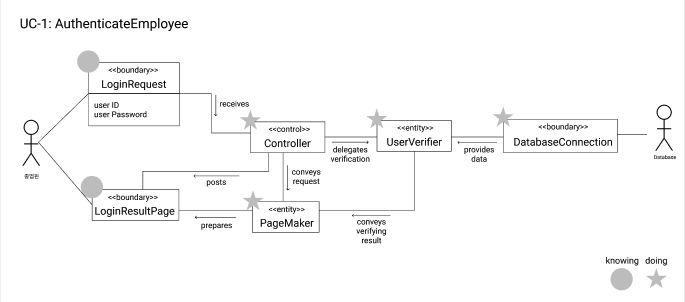 UC-1: AuthenticateEmployee
<<boundary>>
LoginRequest
user ID
user Password
receives
<<control>>
Controller
<<entity>>
UserVerifier
<<boundary>>
DatabaseConnection
delegates
verification
provides
data
종업원
Database
posts
conveys
request
<<boundary>>
LoginResultPage
<<entity>>
PageMaker
prepares
conveys
verifying
result
knowing
doing